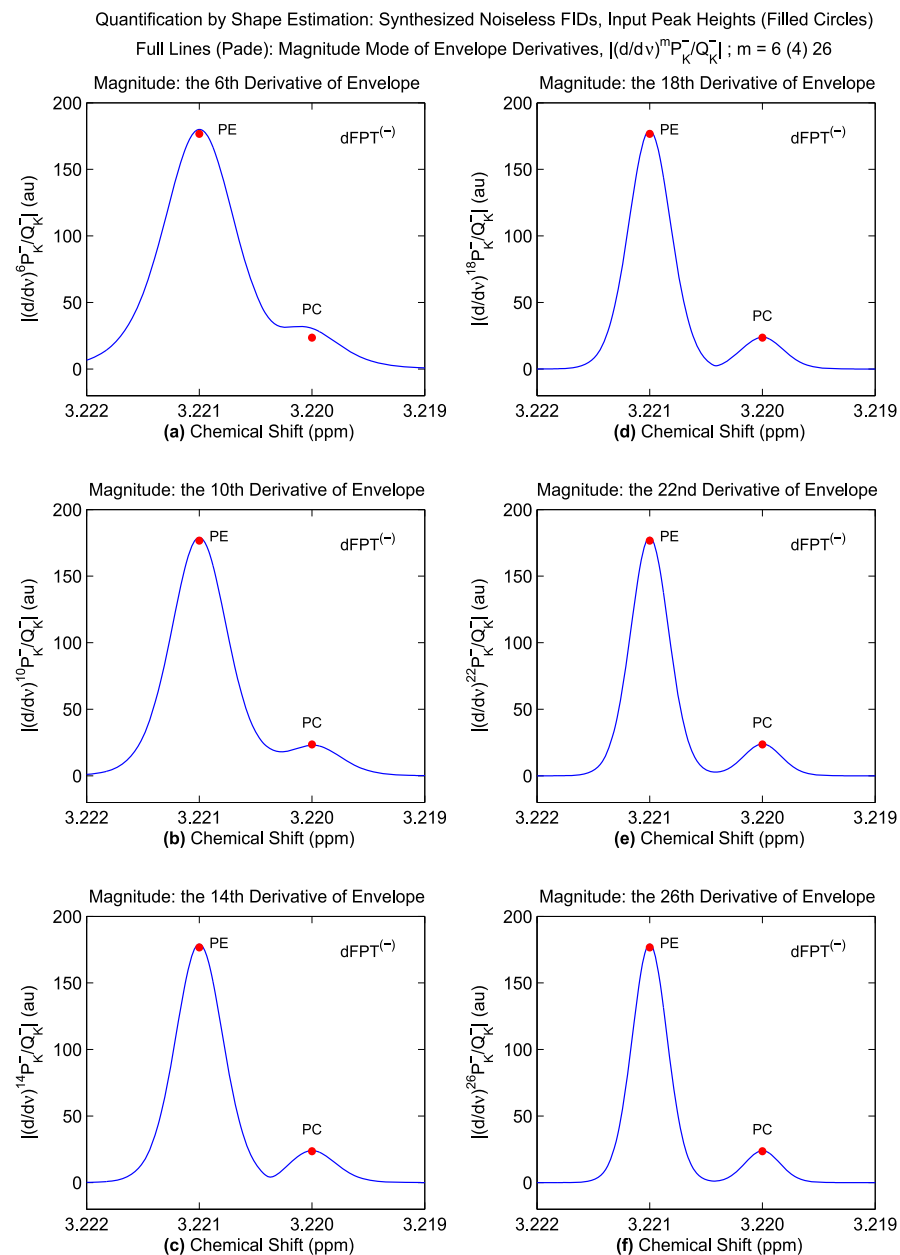 Quantification by Shape Estimation: Synthesized Noiseless FIDs, Input Peak Heights (Filled Circles)
Full Lines (Pade): Magnitude Mode of Envelope Derivatives, |(d/dν)^m P_K^-/Q_K^-| ; m = 6 (4) 26
Magnitude: the 6th Derivative of Envelope
|(d/dν)^6 P_K^-/Q_K^-| (au)
200
150
100
50
0
PE
PC
dFPT^(−)
3.222 3.221 3.220 3.219
(a) Chemical Shift (ppm)
Magnitude: the 18th Derivative of Envelope
|(d/dν)^18 P_K^-/Q_K^-| (au)
200
150
100
50
0
PE
PC
dFPT^(−)
3.222 3.221 3.220 3.219
(d) Chemical Shift (ppm)
Magnitude: the 10th Derivative of Envelope
|(d/dν)^10 P_K^-/Q_K^-| (au)
200
150
100
50
0
PE
PC
dFPT^(−)
3.222 3.221 3.220 3.219
(b) Chemical Shift (ppm)
Magnitude: the 22nd Derivative of Envelope
|(d/dν)^22 P_K^-/Q_K^-| (au)
200
150
100
50
0
PE
PC
dFPT^(−)
3.222 3.221 3.220 3.219
(e) Chemical Shift (ppm)
Magnitude: the 14th Derivative of Envelope
|(d/dν)^14 P_K^-/Q_K^-| (au)
200
150
100
50
0
PE
PC
dFPT^(−)
3.222 3.221 3.220 3.219
(c) Chemical Shift (ppm)
Magnitude: the 26th Derivative of Envelope
|(d/dν)^26 P_K^-/Q_K^-| (au)
200
150
100
50
0
PE
PC
dFPT^(−)
3.222 3.221 3.220 3.219
(f) Chemical Shift (ppm)